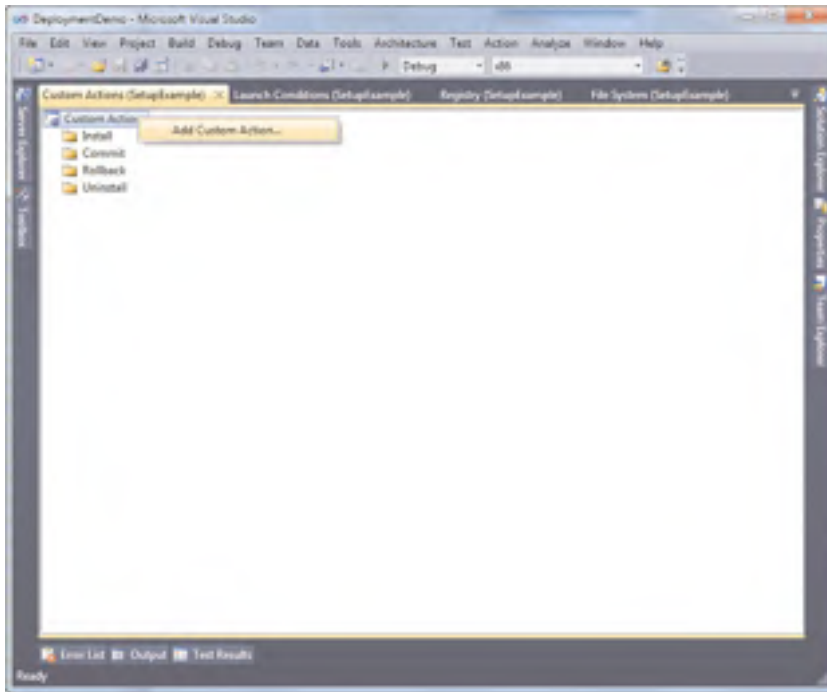 DeploymentDemo - Microsoft Visual Studio
File Edit View Project Build Debug Team Data Tools Architecture Test Action Analyze Window Help
Debug x86
Custom Actions (SetupExample) Launch Conditions (SetupExample) Registry (SetupExample) File System (SetupExample)
Custom Action
Add Custom Action...
Install
Commit
Rollback
Uninstall
Server Explorer
Toolbox
Solution Explorer
Properties
Team Explorer
Error List Output Test Results
Ready